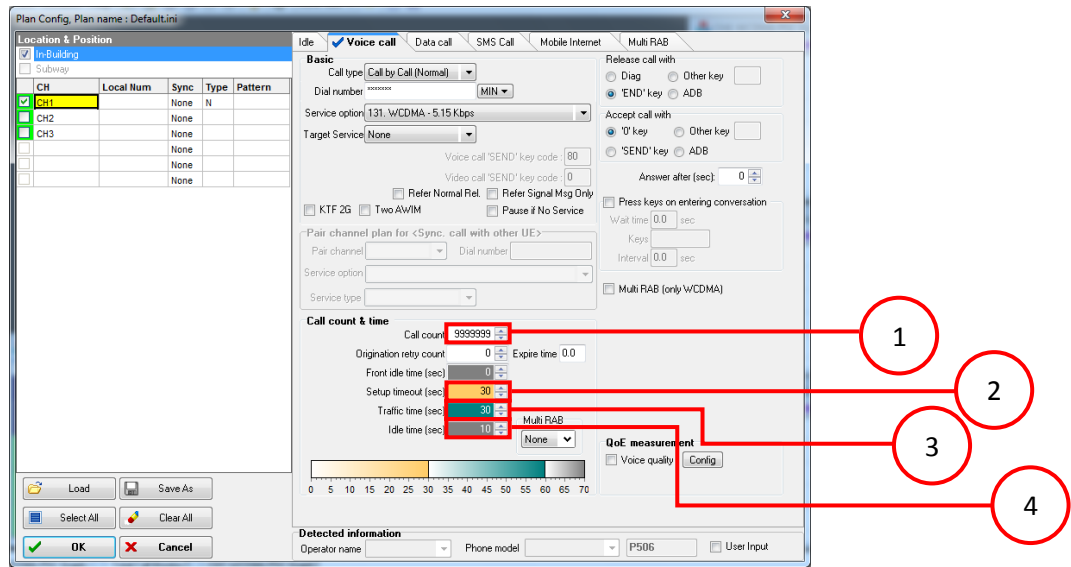 Plan Config, Plan name : Default.ini
Location & Position
In-Building
Subway
CH Local Num Sync Type Pattern
CH1 None N
CH2 None
CH3 None
None
None
None
Load Save As
Select All Clear All
OK Cancel
Idle Voice call Data call SMS Call Mobile Internet Multi RAB
Basic
Call type Call by Call (Normal)
Dial number ******* MIN
Service option 131. WCDMA - 5.15 Kbps
Target Service None
Voice call 'SEND' key code : 80
Video call 'SEND' key code : 0
Refer Normal Rel. Refer Signal Msg Only
KTF 2G Two AWIM Pause if No Service
Pair channel plan for <Sync. call with other UE>
Pair channel Dial number
Service option
Service type
Call count & time
Call count 9999999
Origination retry count 0 Expire time 0.0
Front idle time (sec) 0
Setup timeout (sec) 30
Traffic time (sec) 30
Idle time (sec) 10
Multi RAB
None
0 5 10 15 20 25 30 35 40 45 50 55 60 65 70
Release call with
Diag Other key
'END' key ADB
Accept call with
'0' key Other key
'SEND' key ADB
Answer after (sec): 0
Press keys on entering conversation
Wait time 0.0 sec
Keys
Interval 0.0 sec
Multi RAB (only WCDMA)
QoE measurement
Voice quality Config
Detected information
Operator name Phone model P506 User Input
1
2
3
4